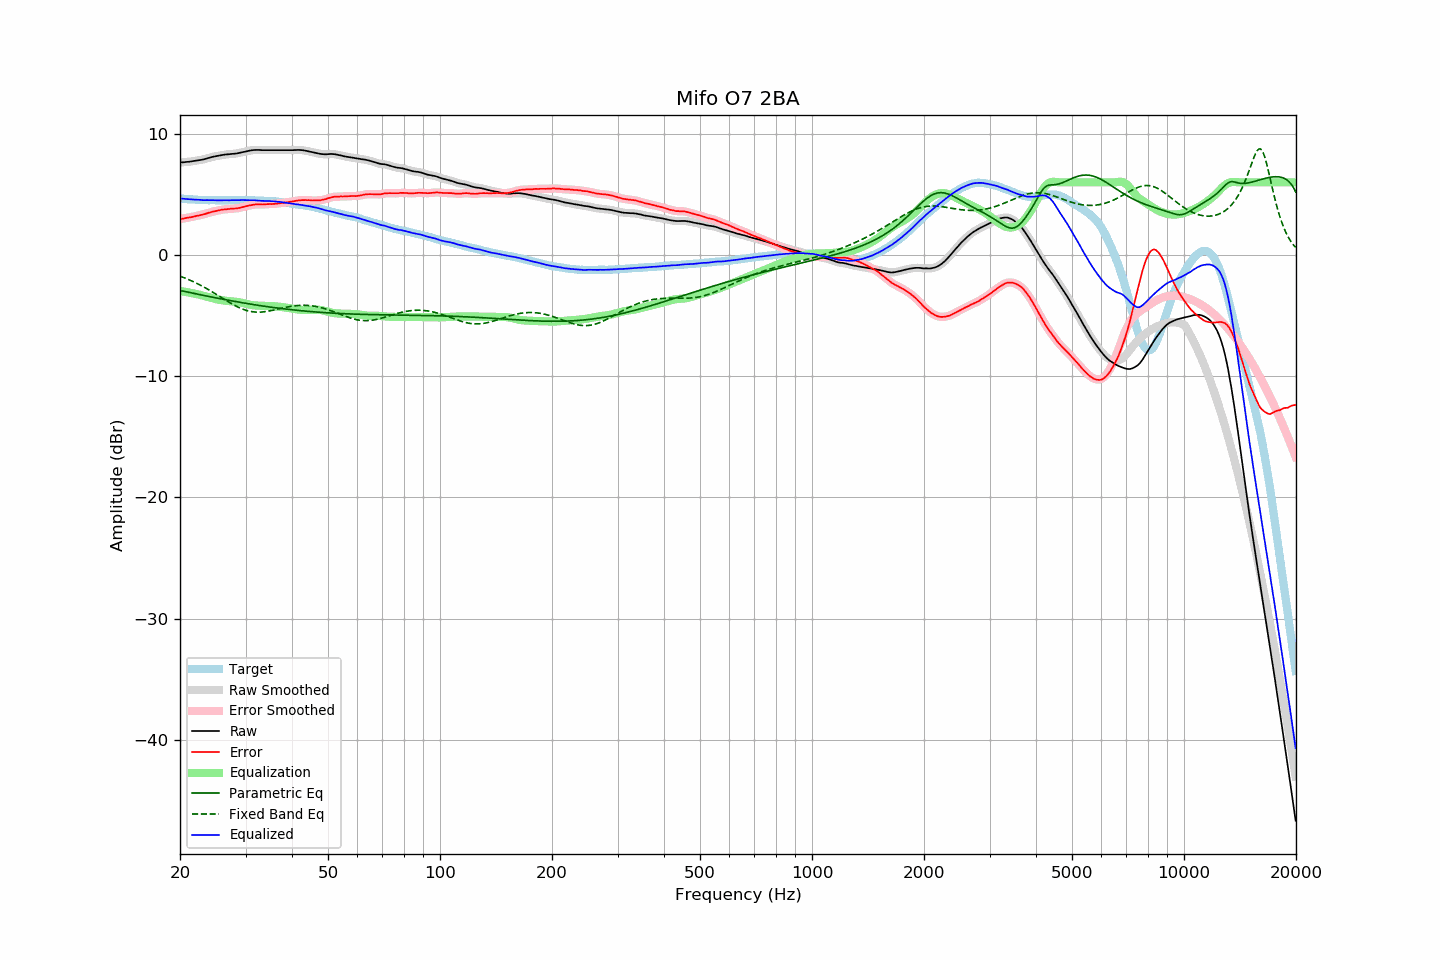 Mifo O7 2BA
10
0
−10
−20
−30
−40
Amplitude (dBr)
Target
Raw Smoothed
Error Smoothed
Raw
Error
Equalization
Parametric Eq
Fixed Band Eq
Equalized
20
50
100
200
500
1000
2000
5000
10000
20000
Frequency (Hz)